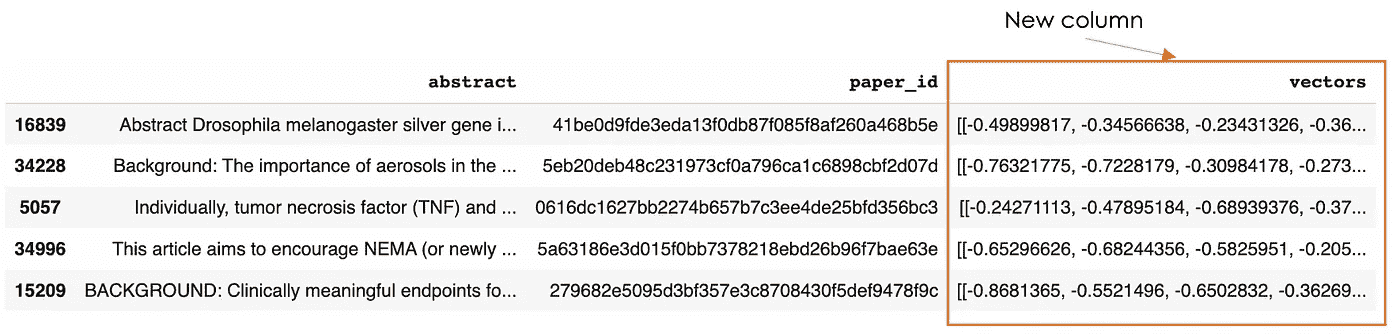 New column
abstract paper_id vectors
16839 Abstract Drosophila melanogaster silver gene i... 41be0d9fde3eda13f0db87f085f8af260a468b5e [[-0.49899817, -0.34566638, -0.23431326, -0.36...
34228 Background: The importance of aerosols in the ... 5eb20deb48c231973cf0a796ca1c6898cbf2d07d [[-0.76321775, -0.7228179, -0.30984178, -0.273...
5057 Individually, tumor necrosis factor (TNF) and ... 0616dc1627bb2274b657b7c3ee4de25bfd356bc3 [[-0.24271113, -0.47895184, -0.68939376, -0.37...
34996 This article aims to encourage NEMA (or newly ... 5a63186e3d015f0bb7378218ebd26b96f7bae63e [[-0.65296626, -0.68244356, -0.5825951, -0.205...
15209 BACKGROUND: Clinically meaningful endpoints fo... 279682e5095d3bf357e3c8708430f5def9478f9c [[-0.8681365, -0.5521496, -0.6502832, -0.36269...